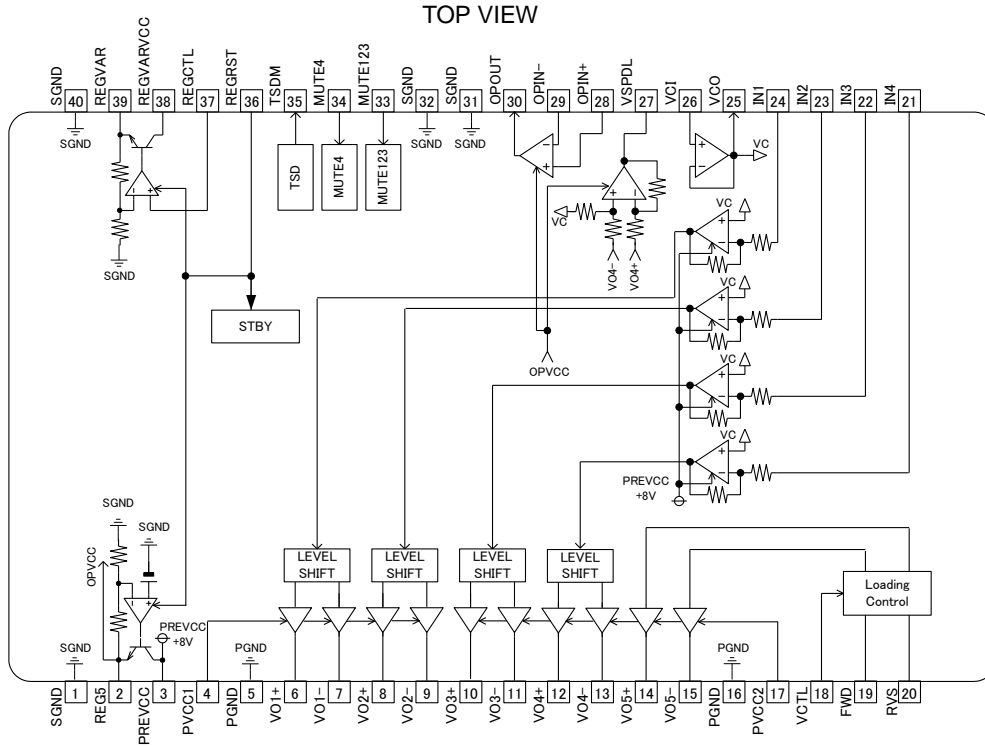 TOP VIEW
SGND
REGVAR
REGVARVCC
REGCTL
REGRST
TSDM
MUTE4
MUTE123
SGND
SGND
OPOUT
OPIN-
OPIN+
VSPDL
VCI
VCO
IN1
IN2
IN3
IN4
40
39
38
37
36
35
34
33
32
31
30
29
28
27
26
25
24
23
22
21
SGND
SGND
SGND
TSD
MUTE4
MUTE123
- +
+ -
+
-
VC
VC
VO4-
VO4+
VC
+
-
SGND
STBY
VC
+
-
OPVCC
VC
+
-
VC
+
-
PREVCC
+8V
SGND
SGND
OPVCC
- +
PREVCC
+8V
LEVEL
SHIFT
LEVEL
SHIFT
LEVEL
SHIFT
LEVEL
SHIFT
Loading
Control
SGND
PGND
PGND
1
2
3
4
5
6
7
8
9
10
11
12
13
14
15
16
17
18
19
20
SGND
REG5
PREVCC
PVCC1
PGND
VO1+
VO1-
VO2+
VO2-
VO3+
VO3-
VO4+
VO4-
VO5+
VO5-
PGND
PVCC2
VCTL
FWD
RVS